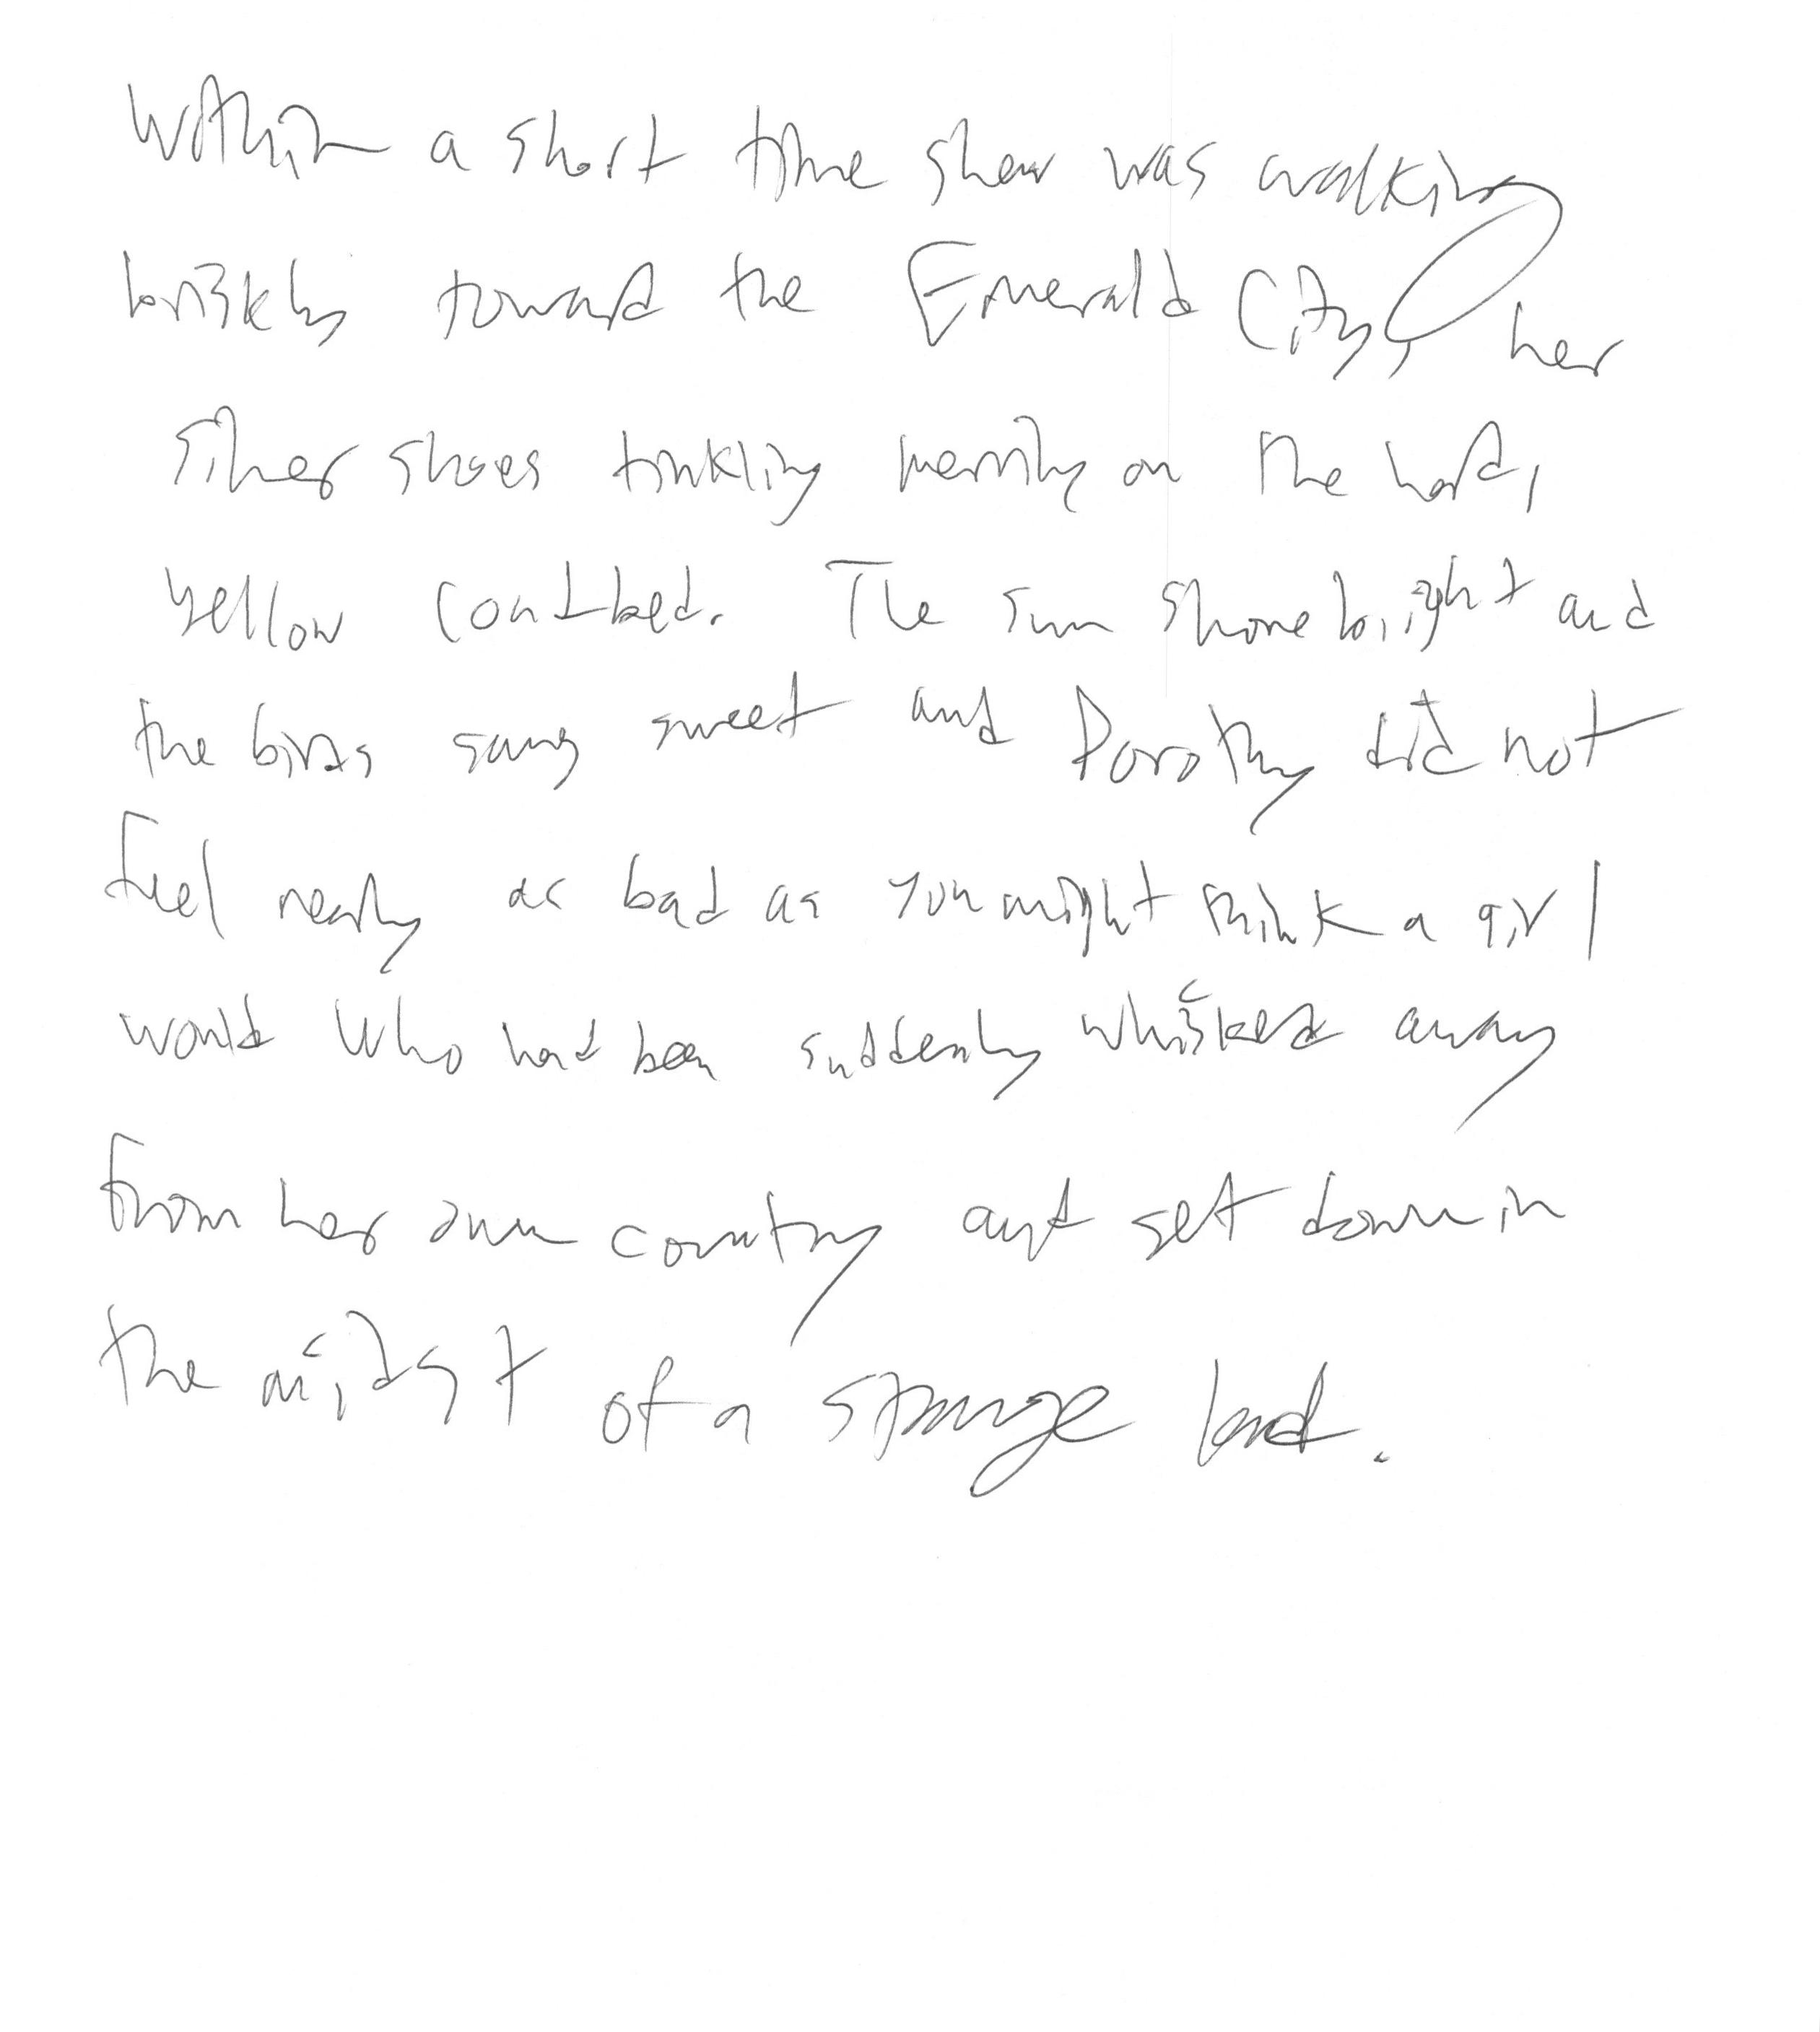 Within a short time shew was walking
briskly toward the Emerald City, her
silver shoes tinkling merrily on the hard,
yellow road-bed. The sun shone bright and
the birds sang sweet and Dorothy did not
feel nearly as bad as you might think a girl
would who had been suddenly whisked away
from her own country and set down in
the midst of a strange land.